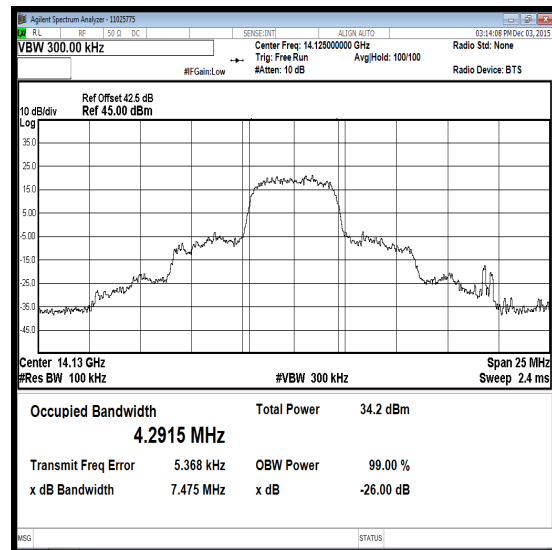 Agilent Spectrum Analyzer - 11025775
RL RF 50 Ω DC SENSE:INT ALIGN AUTO 03:14:08 PM Dec 03, 2015
VBW 300.00 kHz Center Freq: 14.125000000 GHz Radio Std: None
Trig: Free Run Avg|Hold: 100/100
#IFGain:Low #Atten: 10 dB Radio Device: BTS
Ref Offset 42.5 dB
10 dB/div Ref 45.00 dBm
Log
35.0
25.0
15.0
5.00
-5.00
-15.0
-25.0
-35.0
-45.0
Center 14.13 GHz Span 25 MHz
#Res BW 100 kHz #VBW 300 kHz Sweep 2.4 ms
Occupied Bandwidth Total Power 34.2 dBm
4.2915 MHz
Transmit Freq Error 5.368 kHz OBW Power 99.00 %
x dB Bandwidth 7.475 MHz x dB -26.00 dB
MSG STATUS